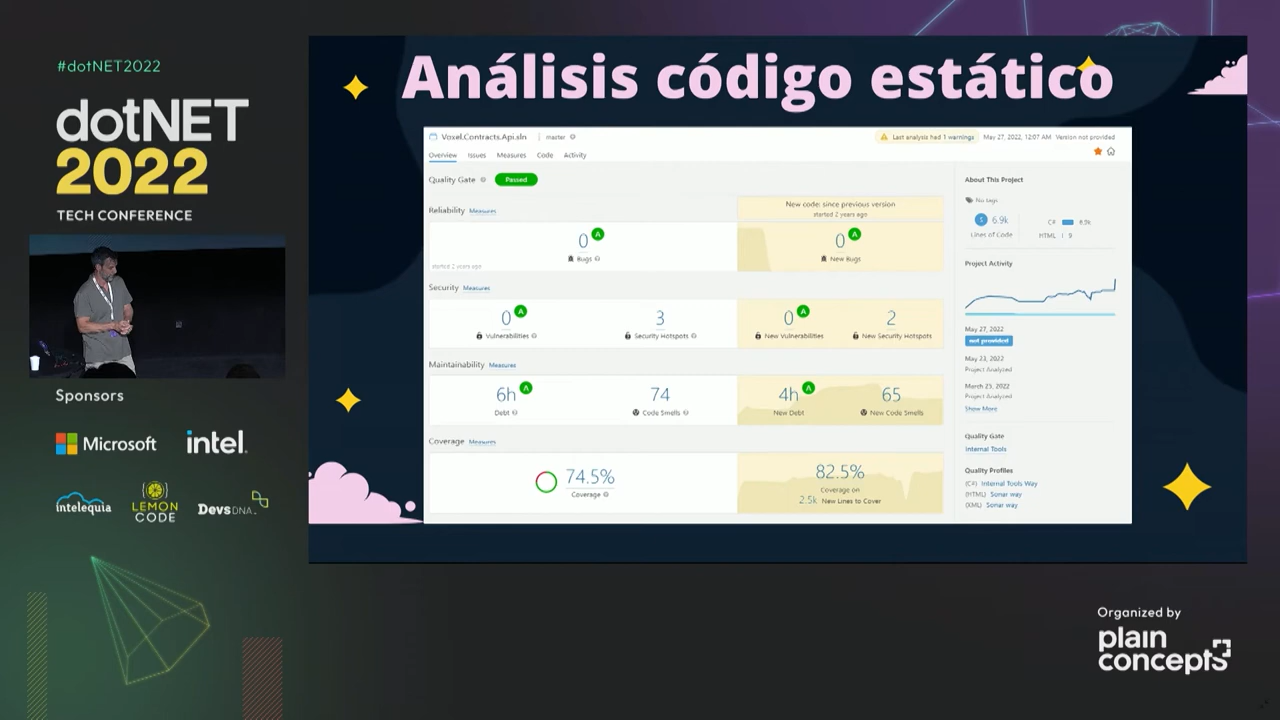 #dotNET2022
dotNET
2022
TECH CONFERENCE
Sponsors
Microsoft
intel.
intelequia
LEMON
CODE
DevsDNA
Análisis código estático
Voxel.Contracts.Api.sln
master
Last analysis had 1 warnings
May 27, 2022, 12:07 AM Version not provided
Overview Issues Measures Code Activity
Quality Gate Passed
Reliability Measures
New code: since previous version
started 2 years ago
0 A
Bugs
started 2 years ago
0 A
New Bugs
Security Measures
0 A
Vulnerabilities
3
Security Hotspots
0 A
New Vulnerabilities
2
New Security Hotspots
Maintainability Measures
6h A
Debt
74
Code Smells
4h A
New Debt
65
New Code Smells
Coverage Measures
74.5%
Coverage
82.5%
Coverage on
2.5k New Lines to Cover
About This Project
No tags
S 6.9k
Lines of Code
C# 6.9k
HTML 9
Project Activity
May 27, 2022
not provided
May 23, 2022
Project Analyzed
March 25, 2022
Project Analyzed
Show More
Quality Gate
Internal Tools
Quality Profiles
(C#) Internal Tools Way
(HTML) Sonar way
(XML) Sonar way
Organized by
plain
concepts